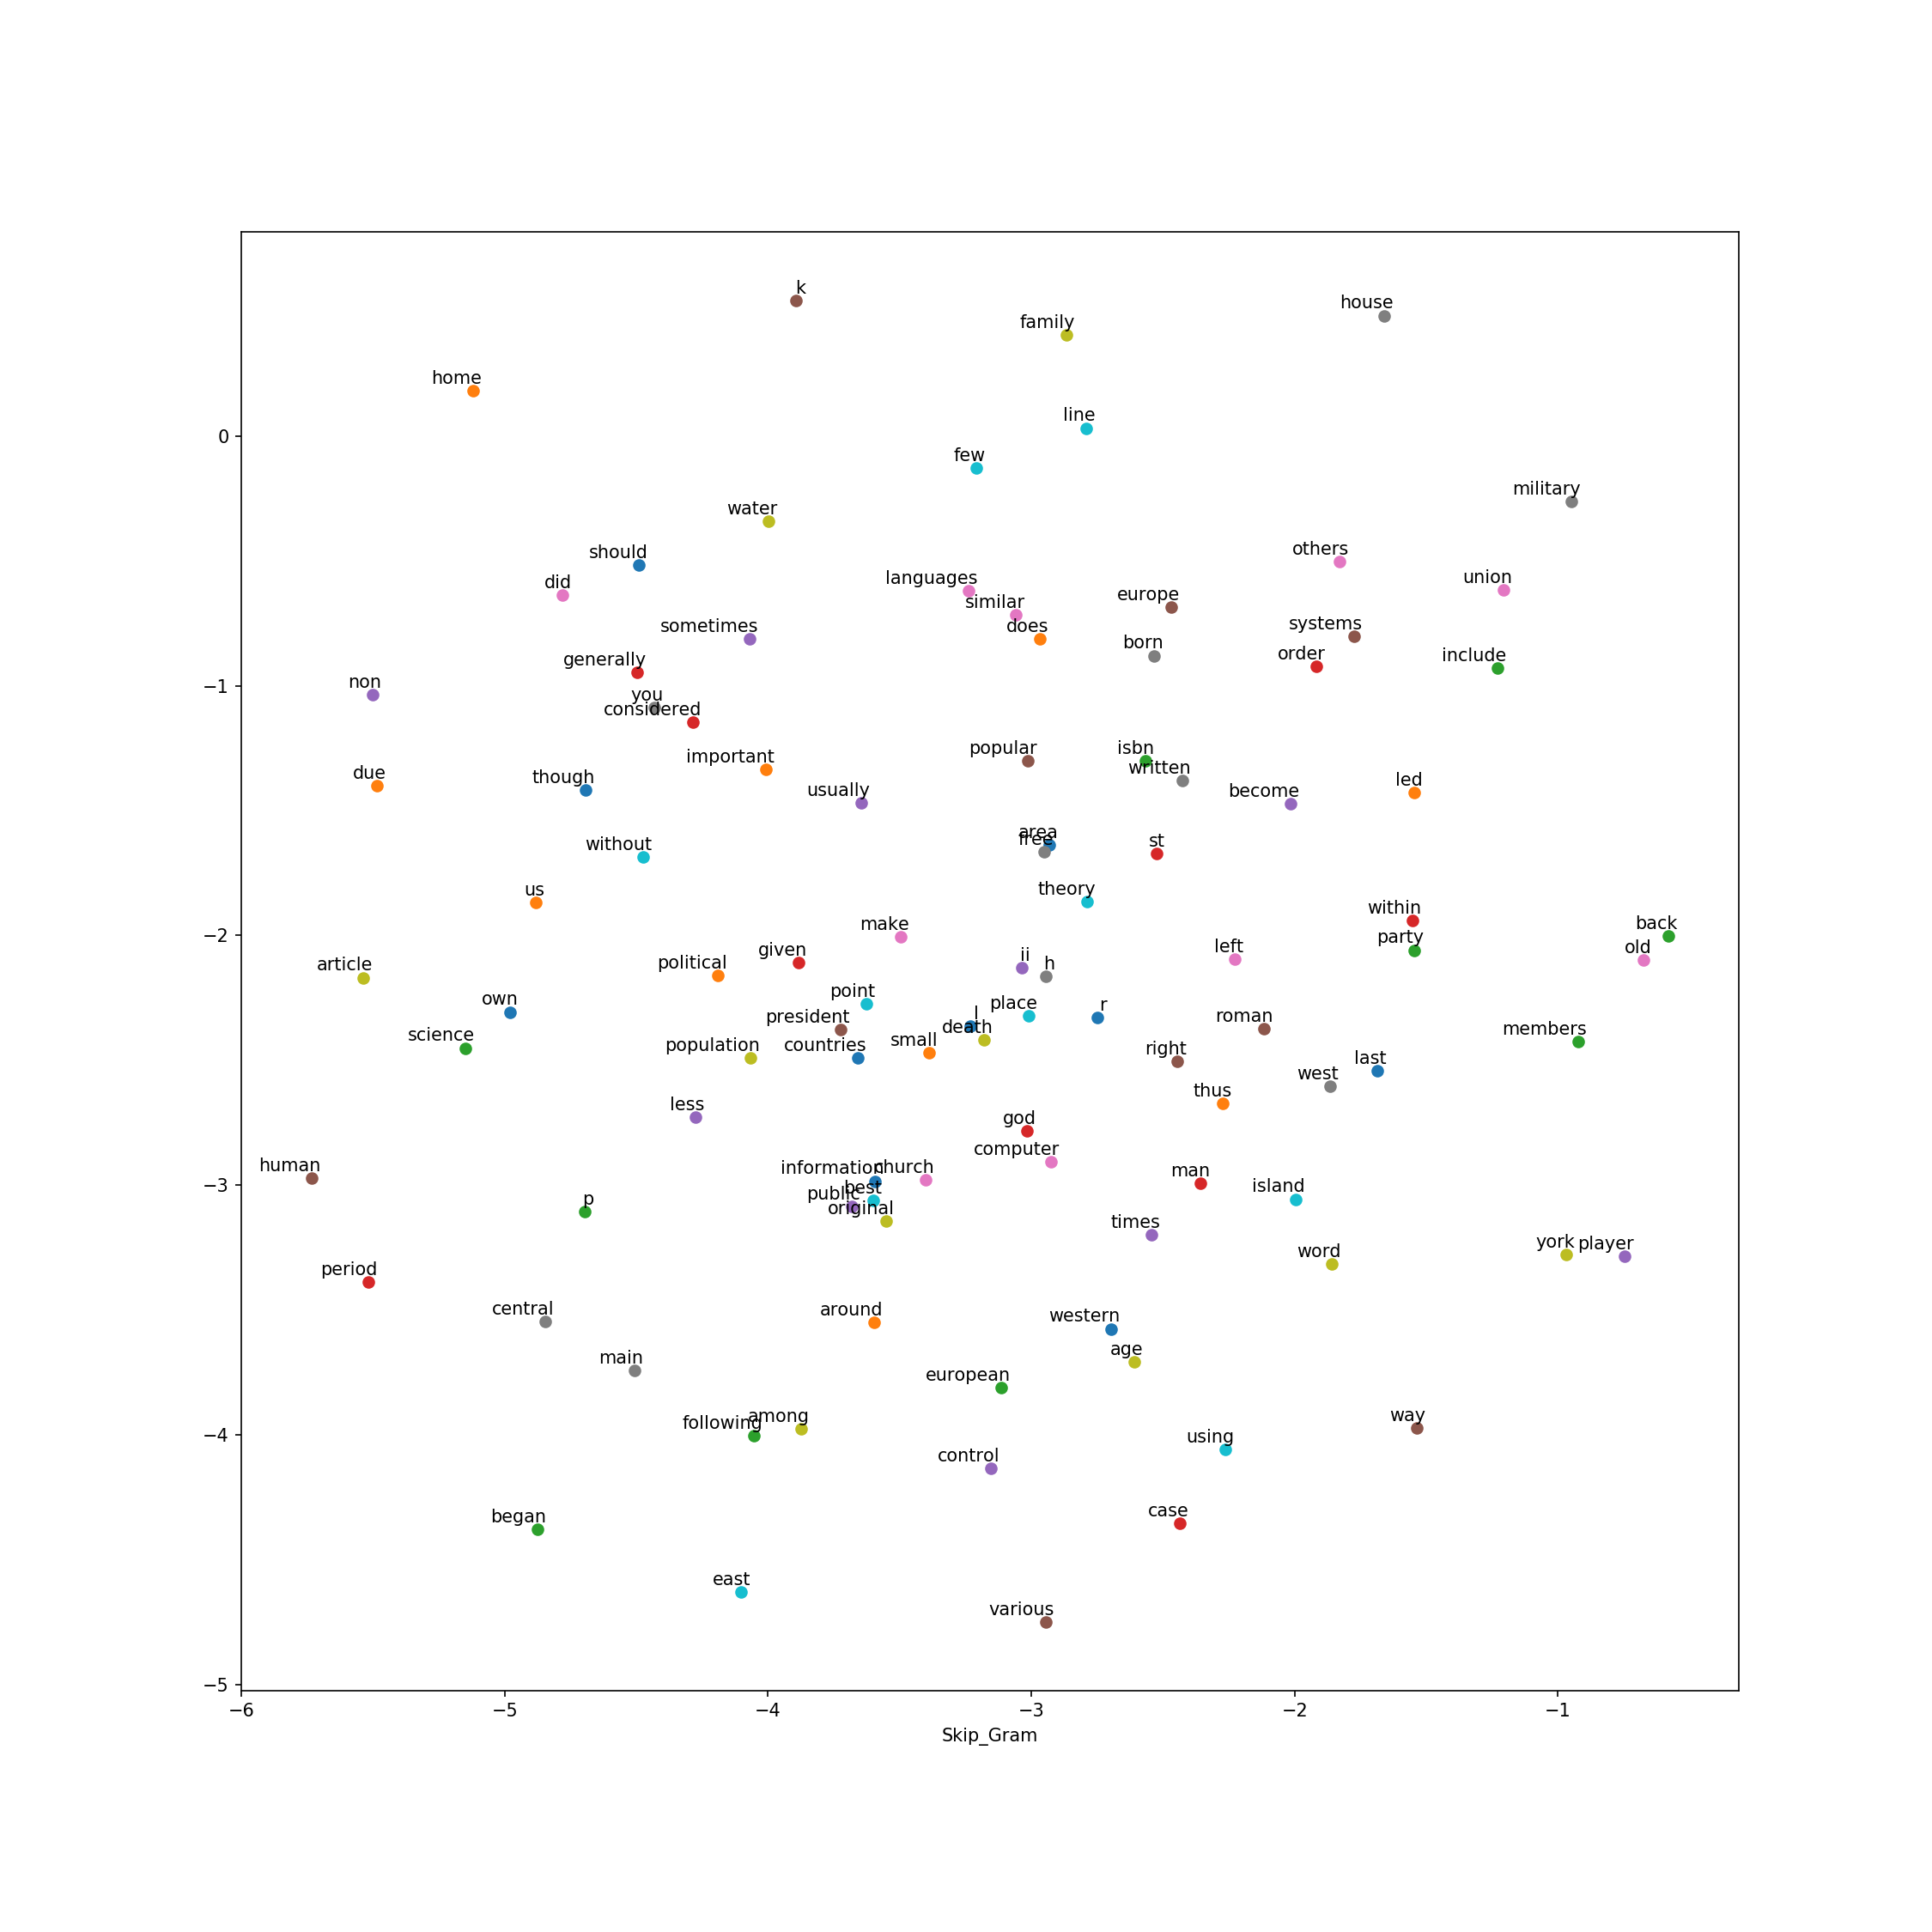 k
house
family
home
line
few
military
water
others
should
union
languages
did
europe
similar
systems
sometimes
does
born
order
include
generally
non
you
considered
popular
isbn
important
written
due
though
led
usually
become
area
free
st
without
theory
us
within
back
make
party
left
old
given
ii
political
h
article
point
own
place
r
l
president
roman
death
members
science
small
population
countries
right
last
west
thus
less
god
computer
human
information
church
man
best
island
public
p
original
times
york
player
word
period
central
around
western
age
main
european
among
way
following
using
control
case
began
east
various
0
−1
−2
−3
−4
−5
−6 −5 −4 −3 −2 −1
Skip_Gram